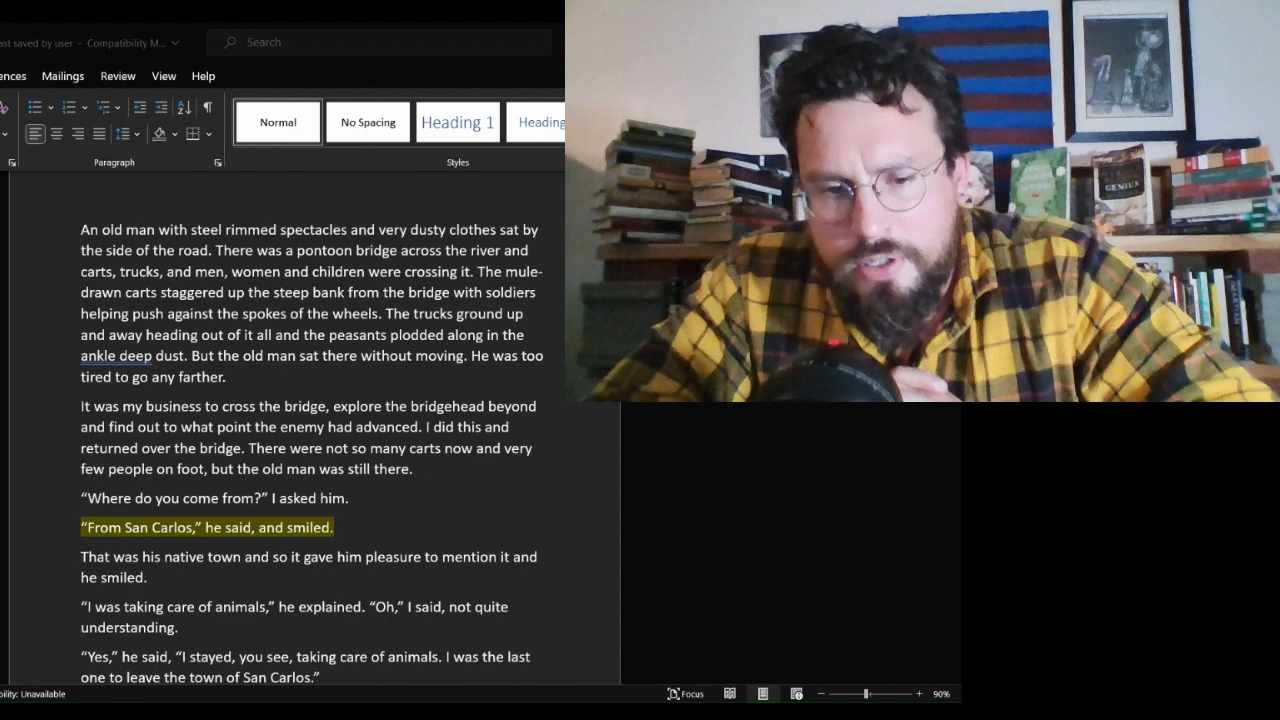 ast saved by user - Compatibility M...
Search
ences Mailings Review View Help
Normal
No Spacing
Heading 1
Heading
Paragraph
Styles
An old man with steel rimmed spectacles and very dusty clothes sat by
the side of the road. There was a pontoon bridge across the river and
carts, trucks, and men, women and children were crossing it. The mule-
drawn carts staggered up the steep bank from the bridge with soldiers
helping push against the spokes of the wheels. The trucks ground up
and away heading out of it all and the peasants plodded along in the
ankle deep dust. But the old man sat there without moving. He was too
tired to go any farther.
It was my business to cross the bridge, explore the bridgehead beyond
and find out to what point the enemy had advanced. I did this and
returned over the bridge. There were not so many carts now and very
few people on foot, but the old man was still there.
“Where do you come from?” I asked him.
“From San Carlos,” he said, and smiled.
That was his native town and so it gave him pleasure to mention it and
he smiled.
“I was taking care of animals,” he explained. “Oh,” I said, not quite
understanding.
“Yes,” he said, “I stayed, you see, taking care of animals. I was the last
one to leave the town of San Carlos.”
bility: Unavailable
Focus
90%
GENIUS